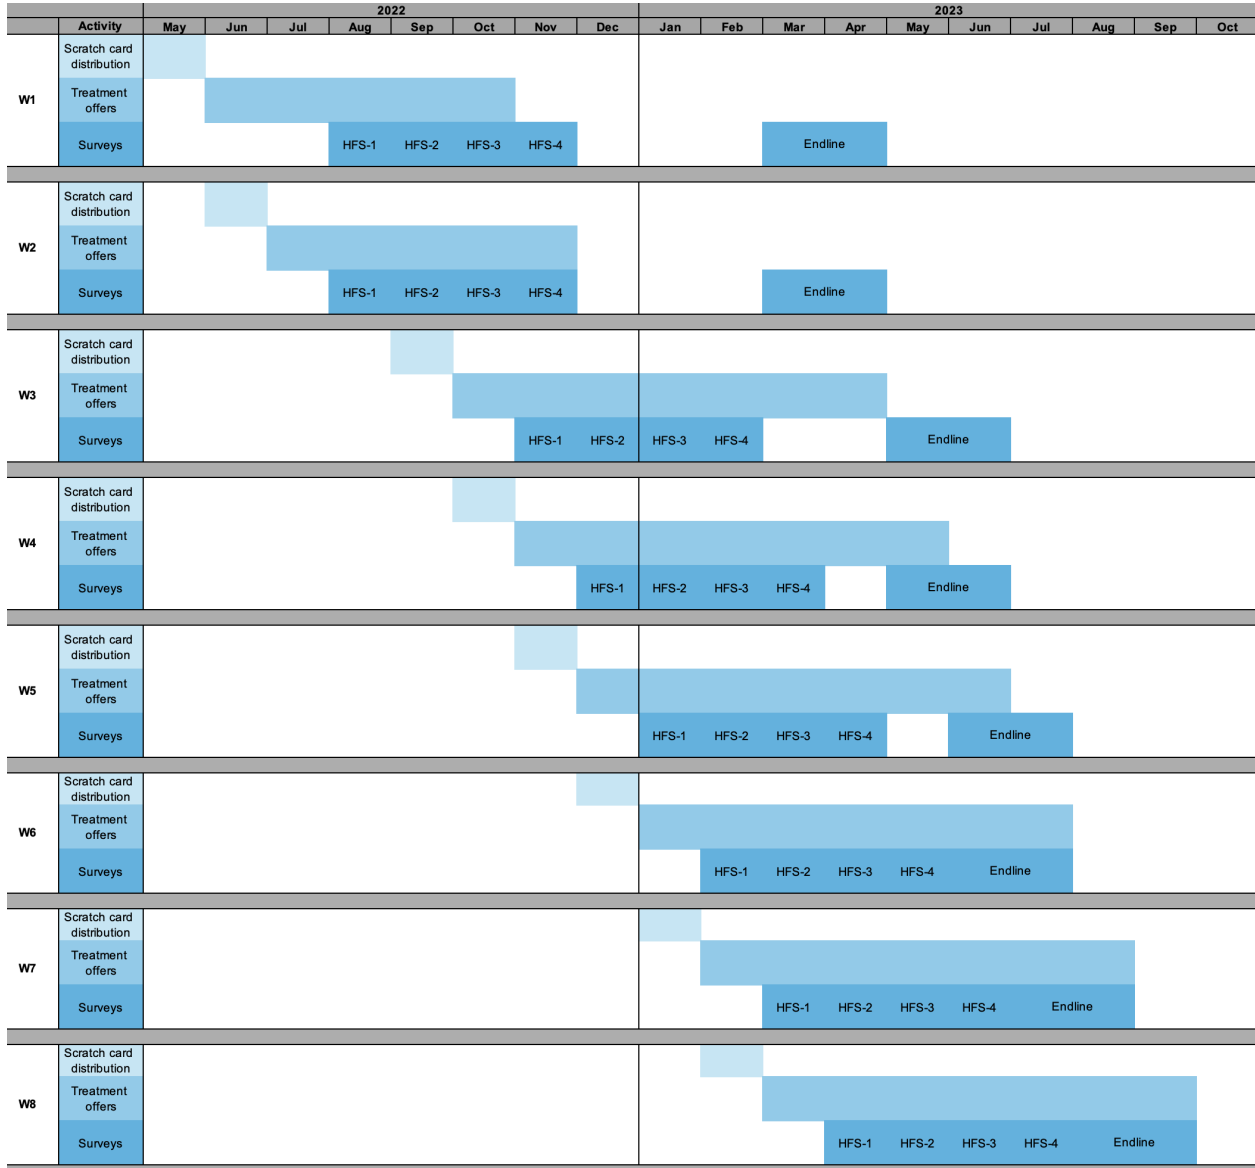 2022 2023
Activity May Jun Jul Aug Sep Oct Nov Dec Jan Feb Mar Apr May Jun Jul Aug Sep Oct
Scratch card
distribution
W1
Treatment
offers
Surveys HFS-1 HFS-2 HFS-3 HFS-4 Endline
Scratch card
distribution
W2
Treatment
offers
Surveys HFS-1 HFS-2 HFS-3 HFS-4 Endline
Scratch card
distribution
W3
Treatment
offers
Surveys HFS-1 HFS-2 HFS-3 HFS-4 Endline
Scratch card
distribution
W4
Treatment
offers
Surveys HFS-1 HFS-2 HFS-3 HFS-4 Endline
Scratch card
distribution
W5
Treatment
offers
Surveys HFS-1 HFS-2 HFS-3 HFS-4 Endline
Scratch card
distribution
W6
Treatment
offers
Surveys HFS-1 HFS-2 HFS-3 HFS-4 Endline
Scratch card
distribution
W7
Treatment
offers
Surveys HFS-1 HFS-2 HFS-3 HFS-4 Endline
Scratch card
distribution
W8
Treatment
offers
Surveys HFS-1 HFS-2 HFS-3 HFS-4 Endline